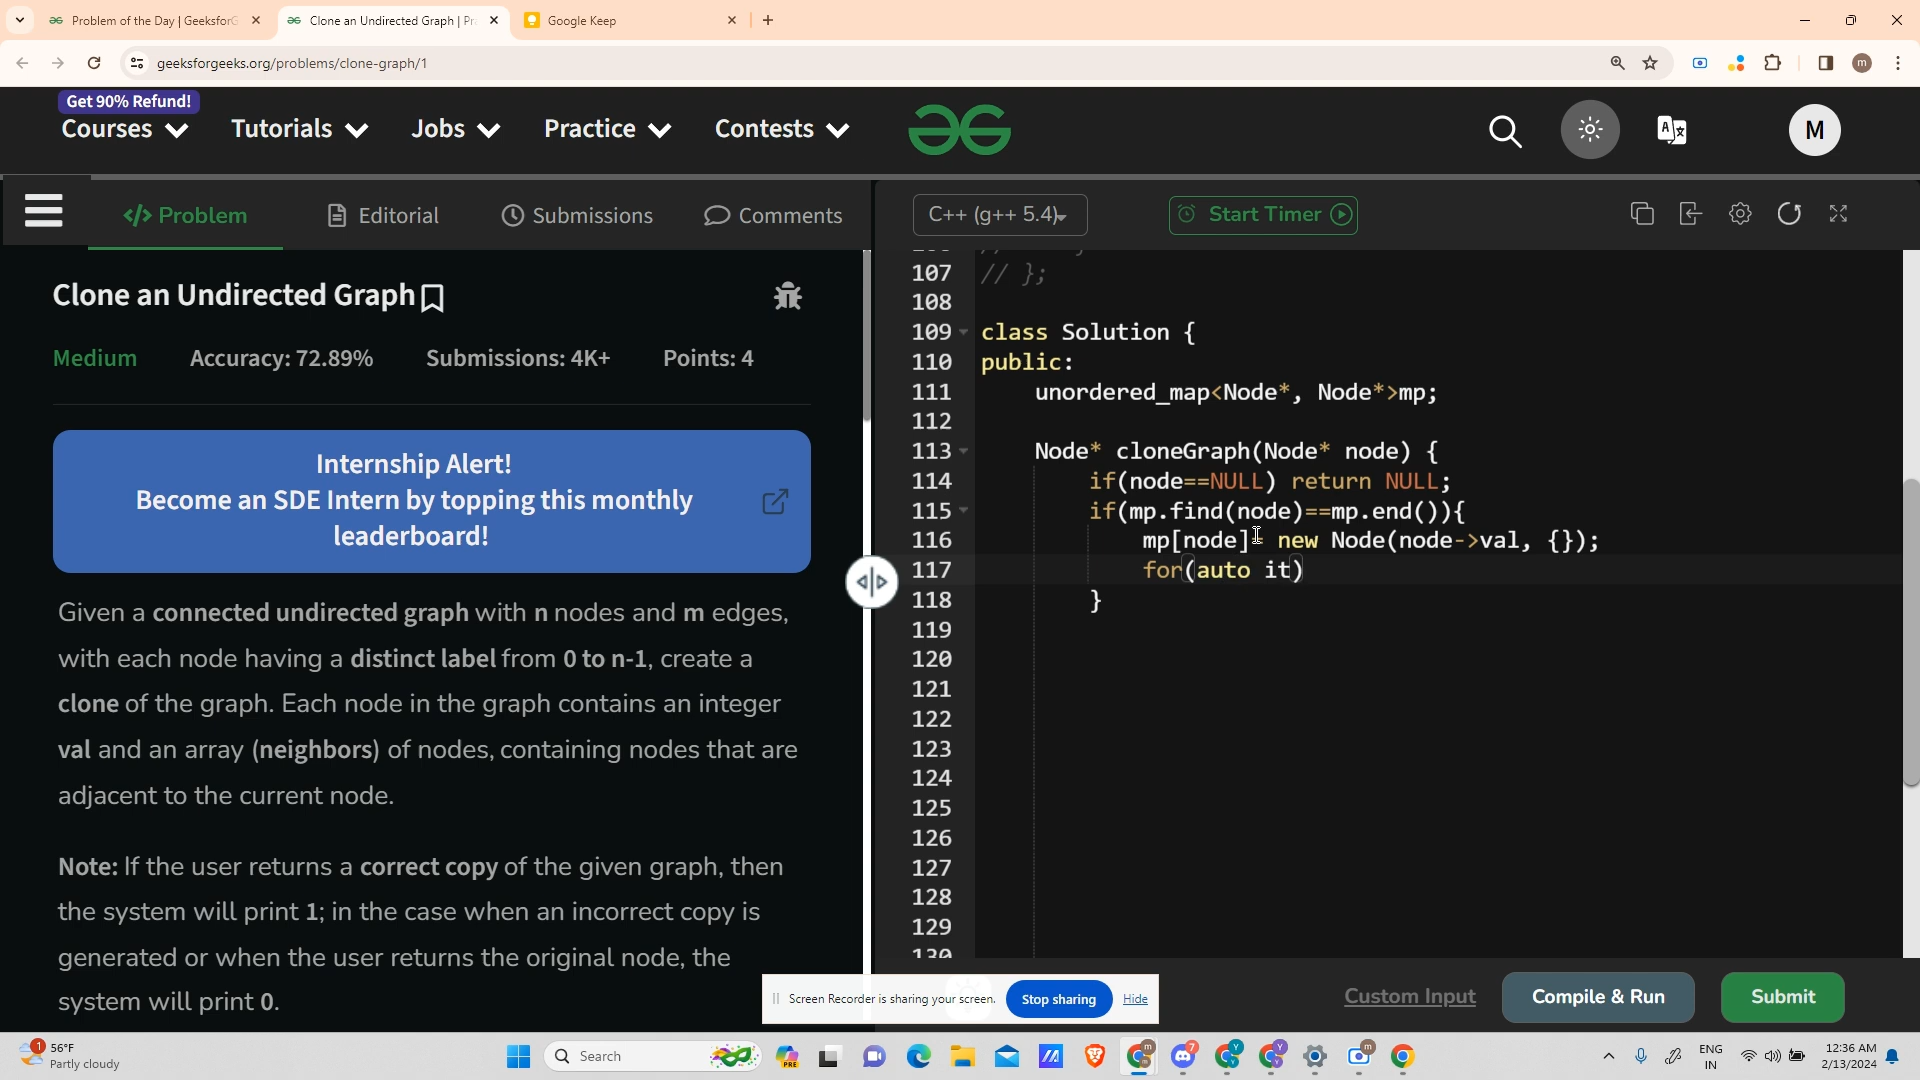 Problem of the Day | GeeksforG
Clone an Undirected Graph | Pr
Google Keep
geeksforgeeks.org/problems/clone-graph/1
m
Get 90% Refund!
Courses
Tutorials
Jobs
Practice
Contests
M
</> Problem
Editorial
Submissions
Comments
C++ (g++ 5.4)
Start Timer
Clone an Undirected Graph
Medium
Accuracy: 72.89%
Submissions: 4K+
Points: 4
Internship Alert!
Become an SDE Intern by topping this monthly
leaderboard!
Given a connected undirected graph with n nodes and m edges,
with each node having a distinct label from 0 to n-1, create a
clone of the graph. Each node in the graph contains an integer
val and an array (neighbors) of nodes, containing nodes that are
adjacent to the current node.
Note: If the user returns a correct copy of the given graph, then
the system will print 1; in the case when an incorrect copy is
generated or when the user returns the original node, the
system will print 0.
107 // };
108
109 class Solution {
110 public:
111 unordered_map<Node*, Node*>mp;
112
113 Node* cloneGraph(Node* node) {
114 if(node==NULL) return NULL;
115 if(mp.find(node)==mp.end()){
116 mp[node]= new Node(node->val, {});
117 for(auto it)
118 }
119
120
121
122
123
124
125
126
127
128
129
130
Screen Recorder is sharing your screen.
Stop sharing
Hide
Custom Input
Compile & Run
Submit
1
56°F
Partly cloudy
Search
PRE
m
7
Y
Y
m
ENG
IN
12:36 AM
2/13/2024